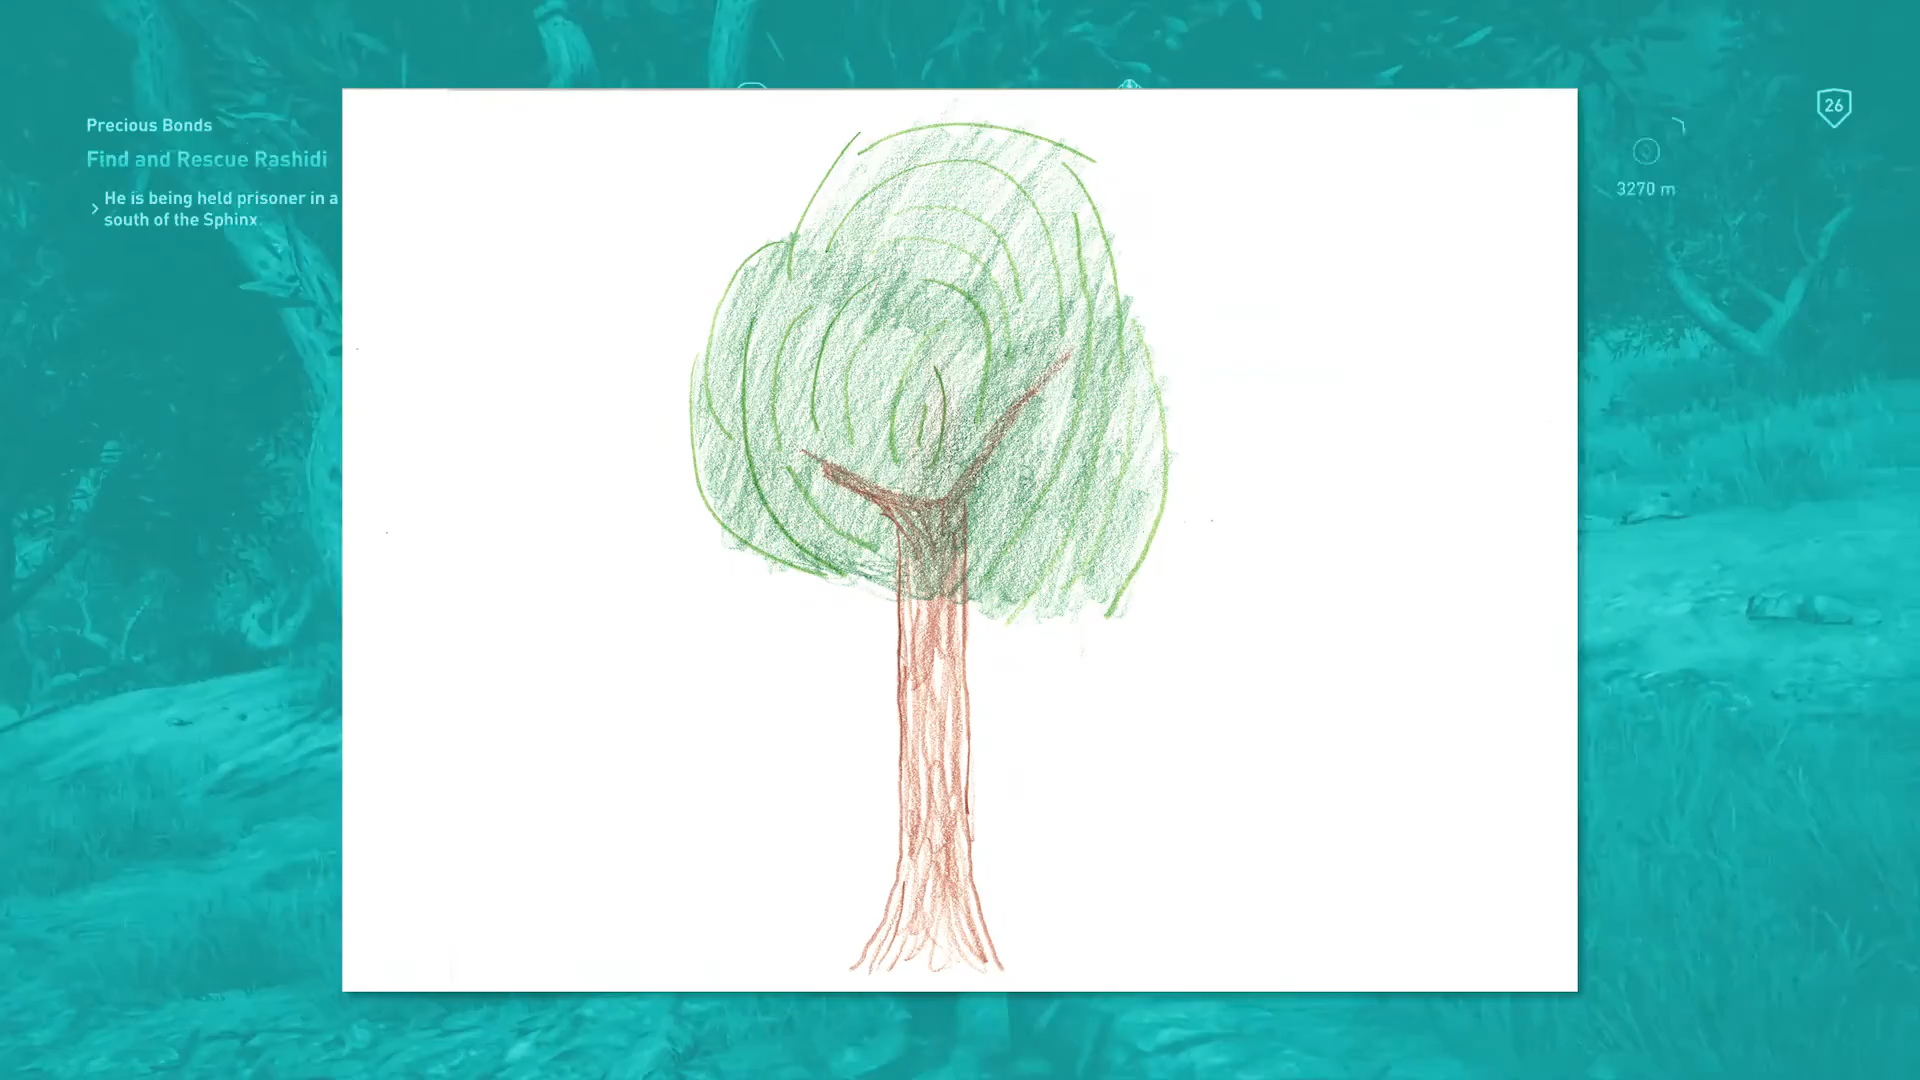 Precious Bonds
Find and Rescue Rashidi
He is being held prisoner in a
south of the Sphinx.
26
3270 m